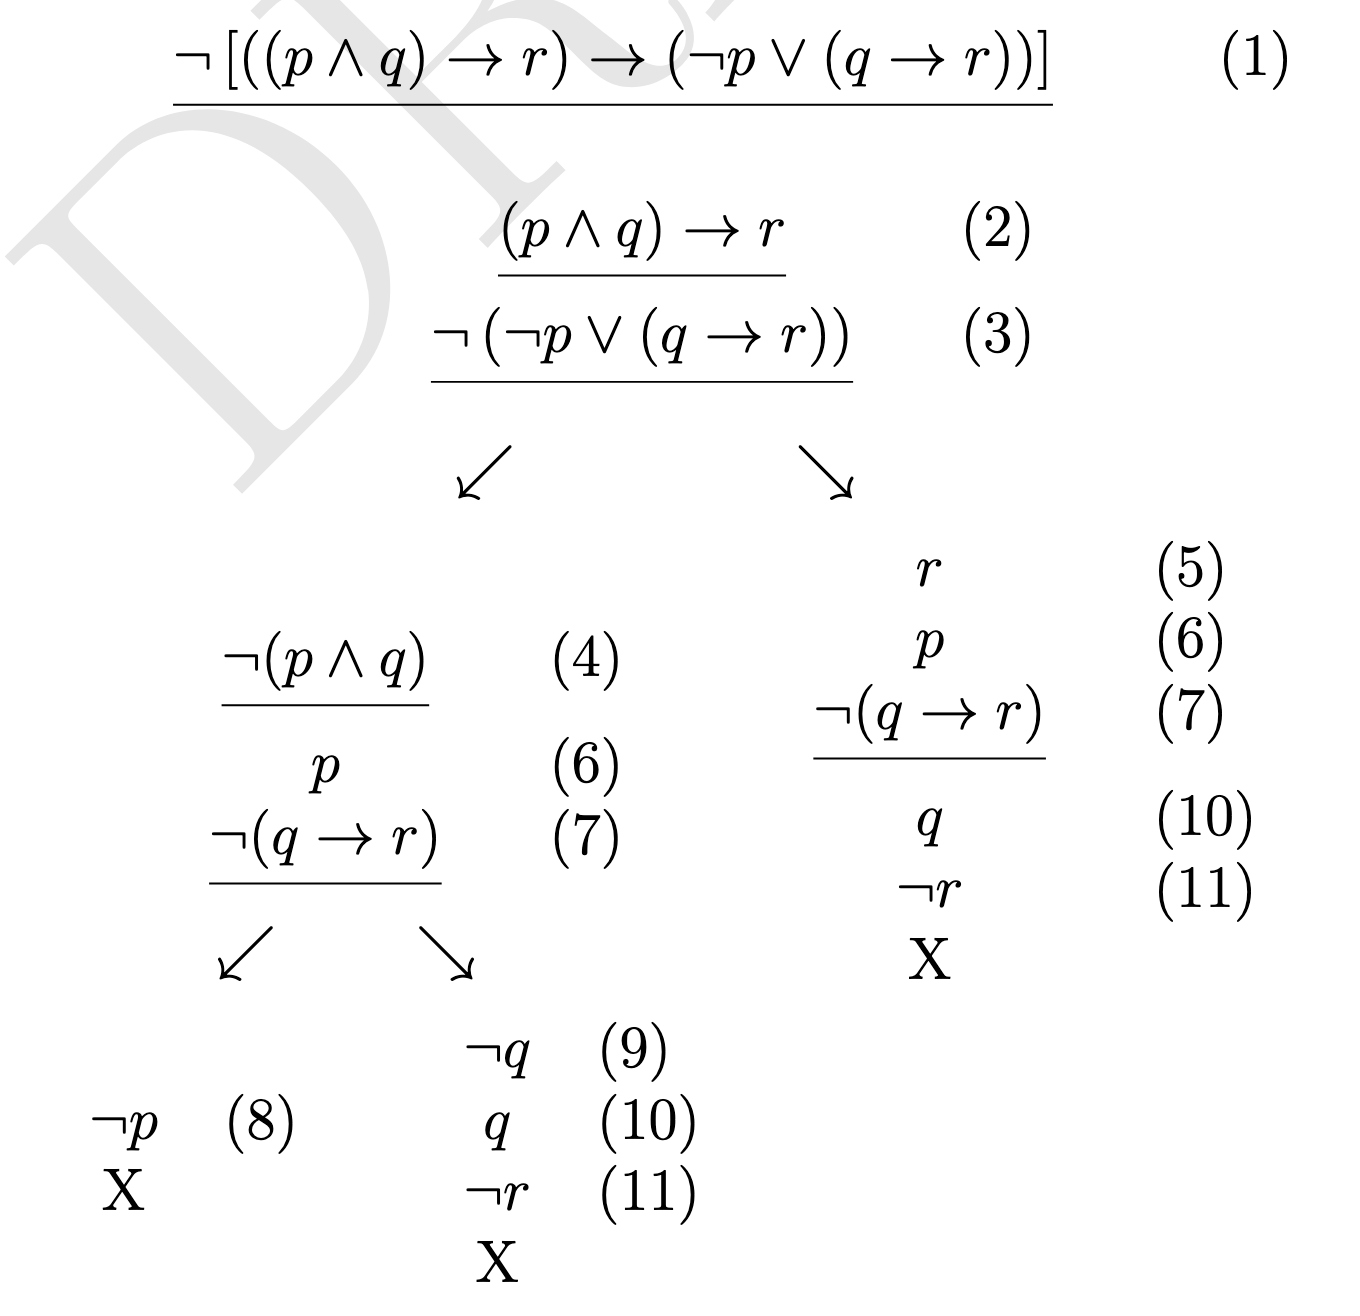 ¬ [((p ∧ q) → r) → (¬p ∨ (q → r))] (1)
(p ∧ q) → r (2)
¬ (¬p ∨ (q → r)) (3)
↙ ↘
r (5)
p (6)
¬(q → r) (7)
q (10)
¬r (11)
X
¬(p ∧ q) (4)
p (6)
¬(q → r) (7)
↙ ↘
¬p (8)
X
¬q (9)
q (10)
¬r (11)
X